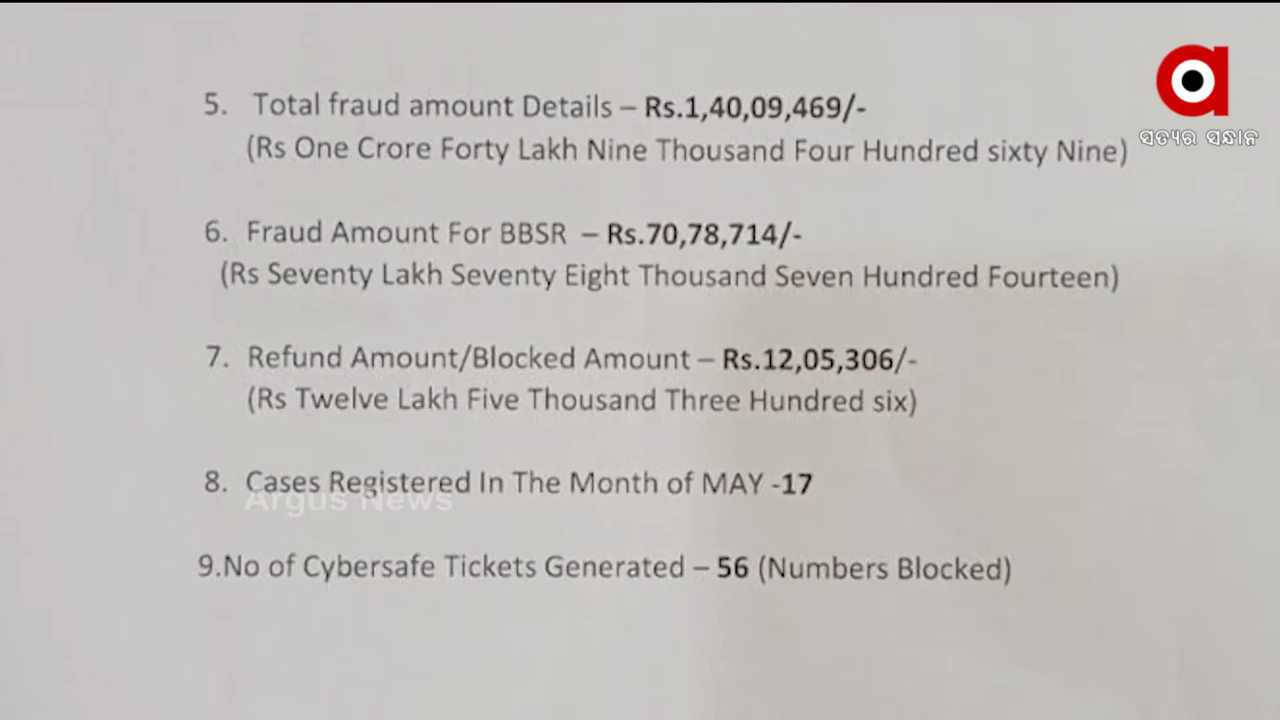 5. Total fraud amount Details – Rs.1,40,09,469/-
(Rs One Crore Forty Lakh Nine Thousand Four Hundred sixty Nine)
6. Fraud Amount For BBSR – Rs.70,78,714/-
(Rs Seventy Lakh Seventy Eight Thousand Seven Hundred Fourteen)
7. Refund Amount/Blocked Amount – Rs.12,05,306/-
(Rs Twelve Lakh Five Thousand Three Hundred six)
8. Cases Registered In The Month of MAY -17
9.No of Cybersafe Tickets Generated – 56 (Numbers Blocked)
a
ସତ୍ୟର ସନ୍ଧାନ
Argus News